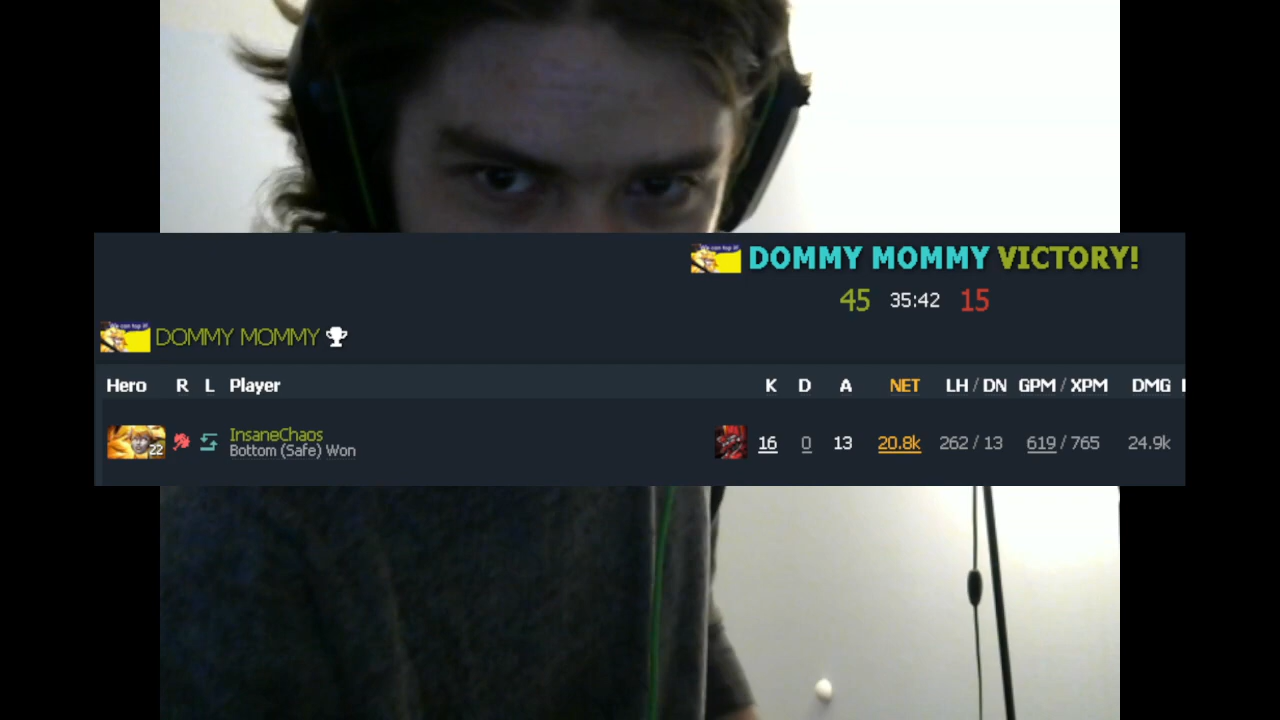 DOMMY MOMMY VICTORY!
45 35:42 15
DOMMY MOMMY
Hero R L Player K D A NET LH / DN GPM / XPM DMG
22 InsaneChaos 16 0 13 20.8k 262 / 13 619 / 765 24.9k
Bottom (Safe) Won